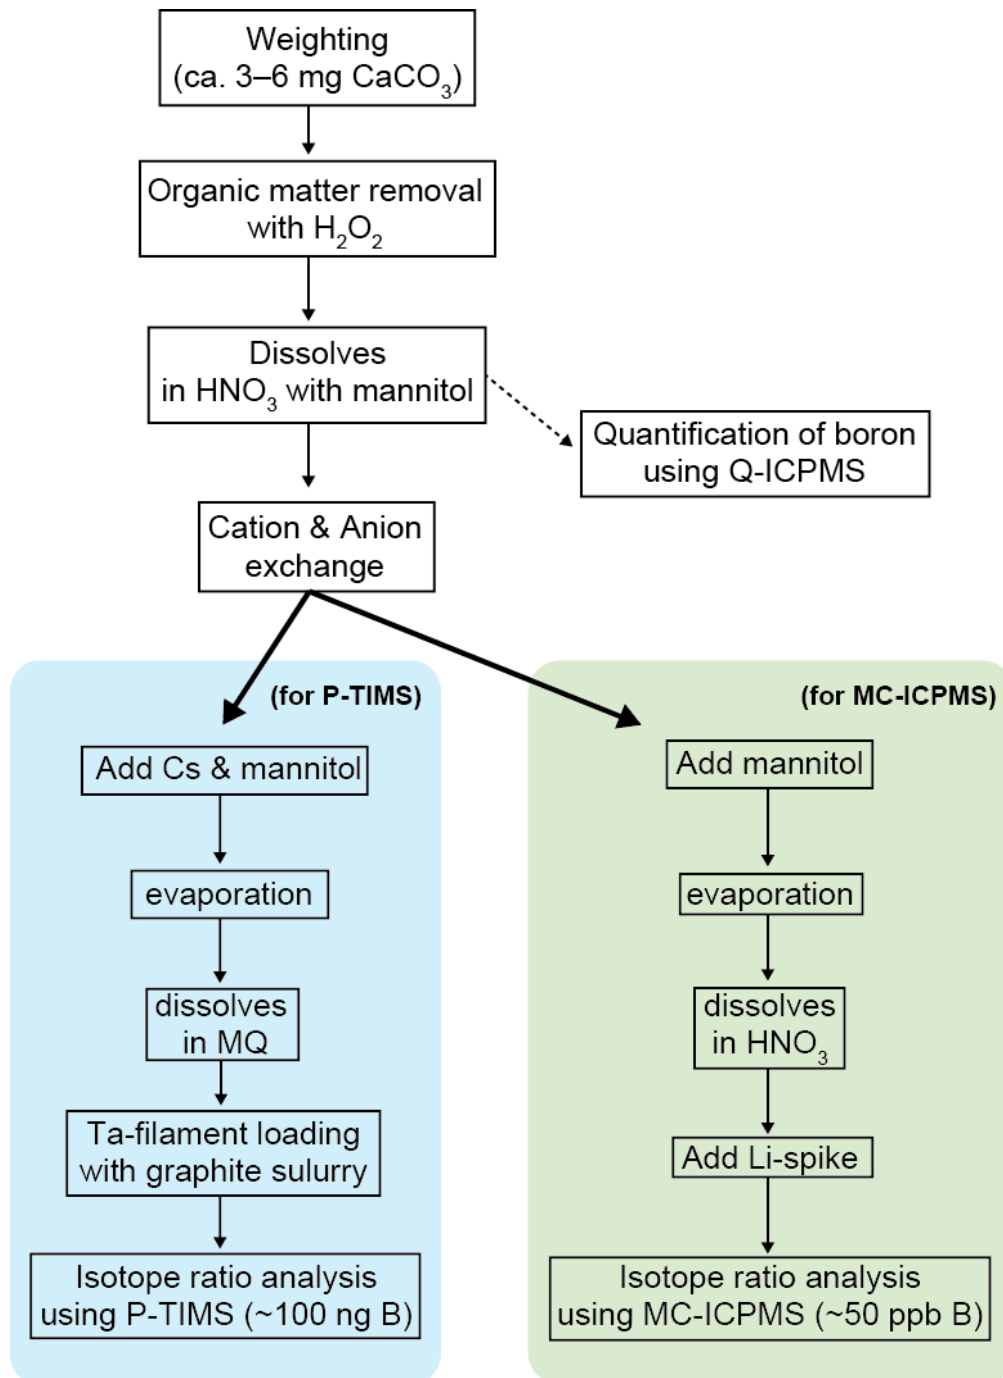 Weighting
(ca. 3–6 mg CaCO₃)
Organic matter removal
with H₂O₂
Dissolves
in HNO₃ with mannitol
Quantification of boron
using Q-ICPMS
Cation & Anion
exchange
(for P-TIMS)
Add Cs & mannitol
evaporation
dissolves
in MQ
Ta-filament loading
with graphite sulurry
Isotope ratio analysis
using P-TIMS (~100 ng B)
(for MC-ICPMS)
Add mannitol
evaporation
dissolves
in HNO₃
Add Li-spike
Isotope ratio analysis
using MC-ICPMS (~50 ppb B)